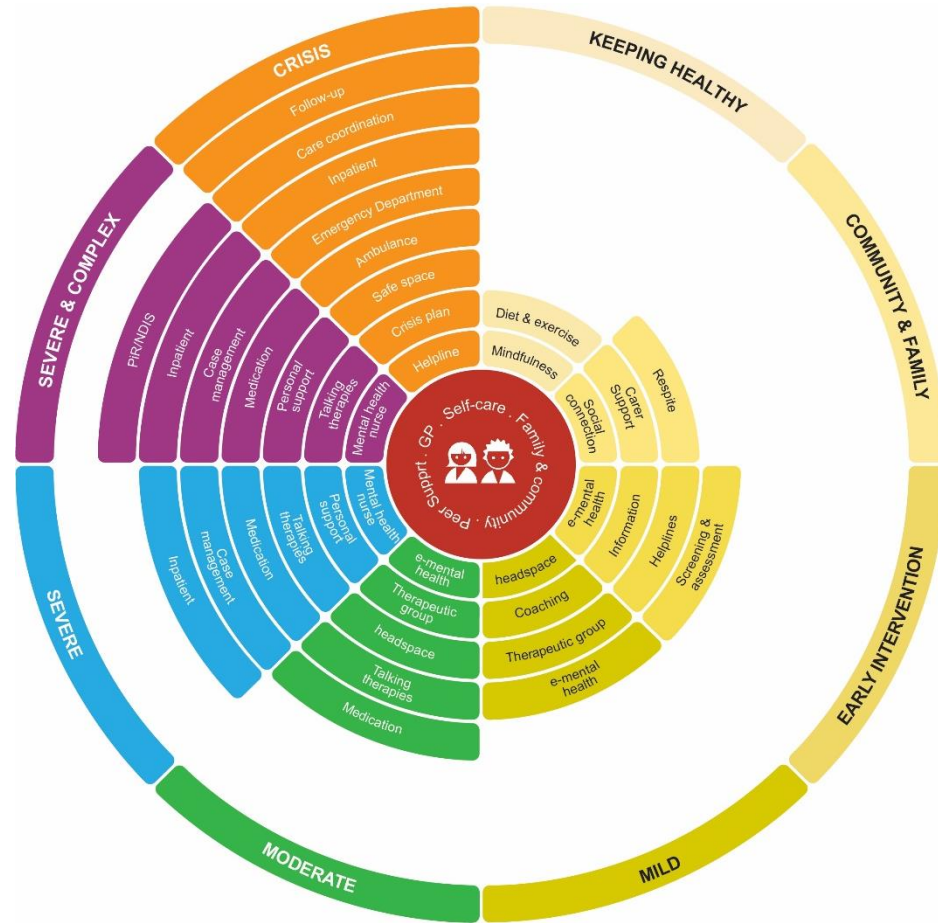 CRISIS
Follow-up
Care coordination
Inpatient
Emergency Department
Ambulance
Safe space
Crisis plan
Helpline
KEEPING HEALTHY
Diet & exercise
Mindfulness
COMMUNITY & FAMILY
Social
connection
Carer
Support
Respite
EARLY INTERVENTION
e-mental
health
Information
Helplines
Screening &
assessment
MILD
headspace
Coaching
Therapeutic group
e-mental
health
MODERATE
e-mental
health
Therapeutic
group
headspace
Talking
therapies
Medication
SEVERE
Mental health
nurse
Personal
support
Talking
therapies
Medication
Case
management
Inpatient
SEVERE & COMPLEX
PiR/NDIS
Inpatient
Case
management
Medication
Personal
support
Talking
therapies
Mental health
nurse
Peer Supprt . GP . Self-care . Family & community .